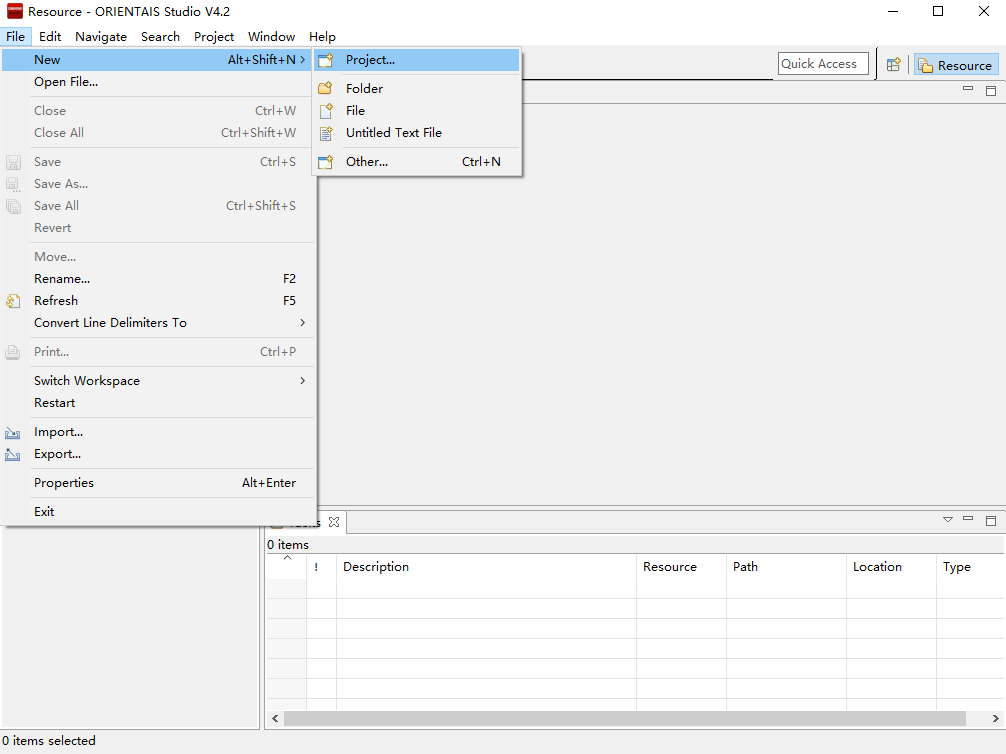 Resource - ORIENTAIS Studio V4.2
File Edit Navigate Search Project Window Help
New Alt+Shift+N
Project...
Quick Access
Resource
Open File...
Folder
Close Ctrl+W
File
Close All Ctrl+Shift+W
Untitled Text File
Save Ctrl+S
Other... Ctrl+N
Save As...
Save All Ctrl+Shift+S
Revert
Move...
Rename... F2
Refresh F5
Convert Line Delimiters To
Print... Ctrl+P
Switch Workspace
Restart
Import...
Export...
Properties Alt+Enter
Exit
0 items
! Description Resource Path Location Type
0 items selected